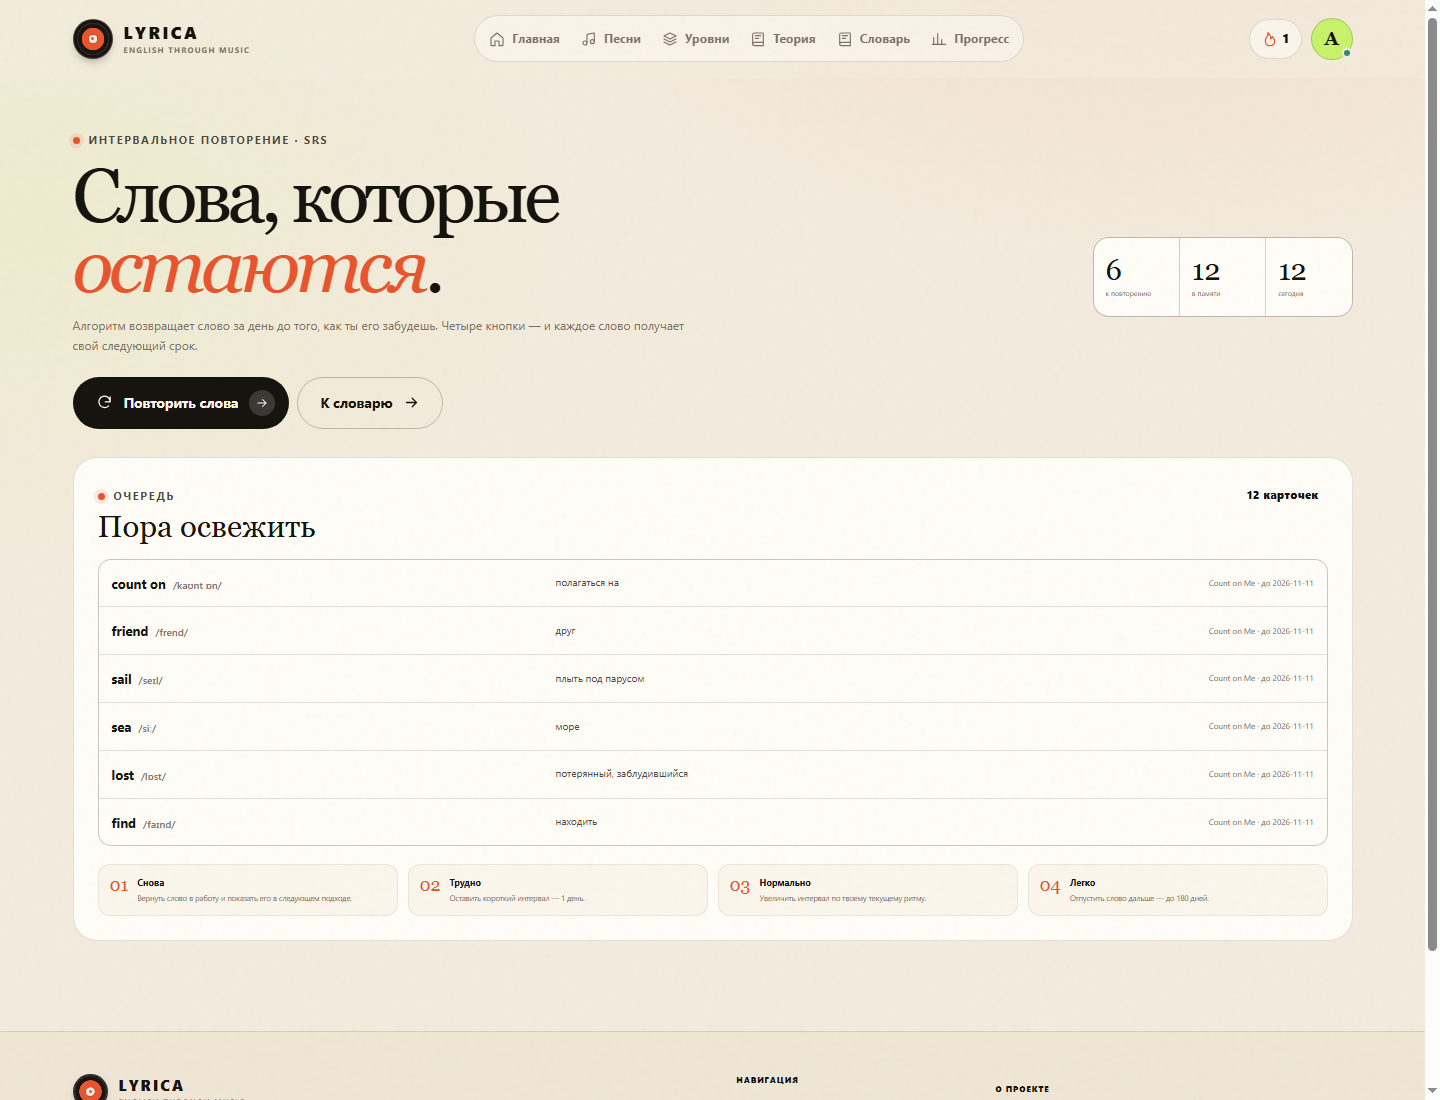 LYRICA
ENGLISH THROUGH MUSIC
Главная
Песни
Уровни
Теория
Словарь
Прогресс
1
A
ИНТЕРВАЛЬНОЕ ПОВТОРЕНИЕ · SRS
Слова, которые
остаются.
6
к повторению
12
в памяти
12
сегодня
Алгоритм возвращает слово за день до того, как ты его забудешь. Четыре кнопки — и каждое слово получает
свой следующий срок.
Повторить слова
К словарю
ОЧЕРЕДЬ
12 карточек
Пора освежить
count on /kaʊnt ɒn/
полагаться на
Count on Me · до 2026-11-11
friend /frend/
друг
Count on Me · до 2026-11-11
sail /seɪl/
плыть под парусом
Count on Me · до 2026-11-11
sea /siː/
море
Count on Me · до 2026-11-11
lost /lɒst/
потерянный, заблудившийся
Count on Me · до 2026-11-11
find /faɪnd/
находить
Count on Me · до 2026-11-11
01
Снова
Вернуть слово в работу и показать его в следующем подходе.
02
Трудно
Оставить короткий интервал — 1 день.
03
Нормально
Увеличить интервал по твоему текущему ритму.
04
Легко
Отпустить слово дальше — до 180 дней.
LYRICA
НАВИГАЦИЯ
О ПРОЕКТЕ